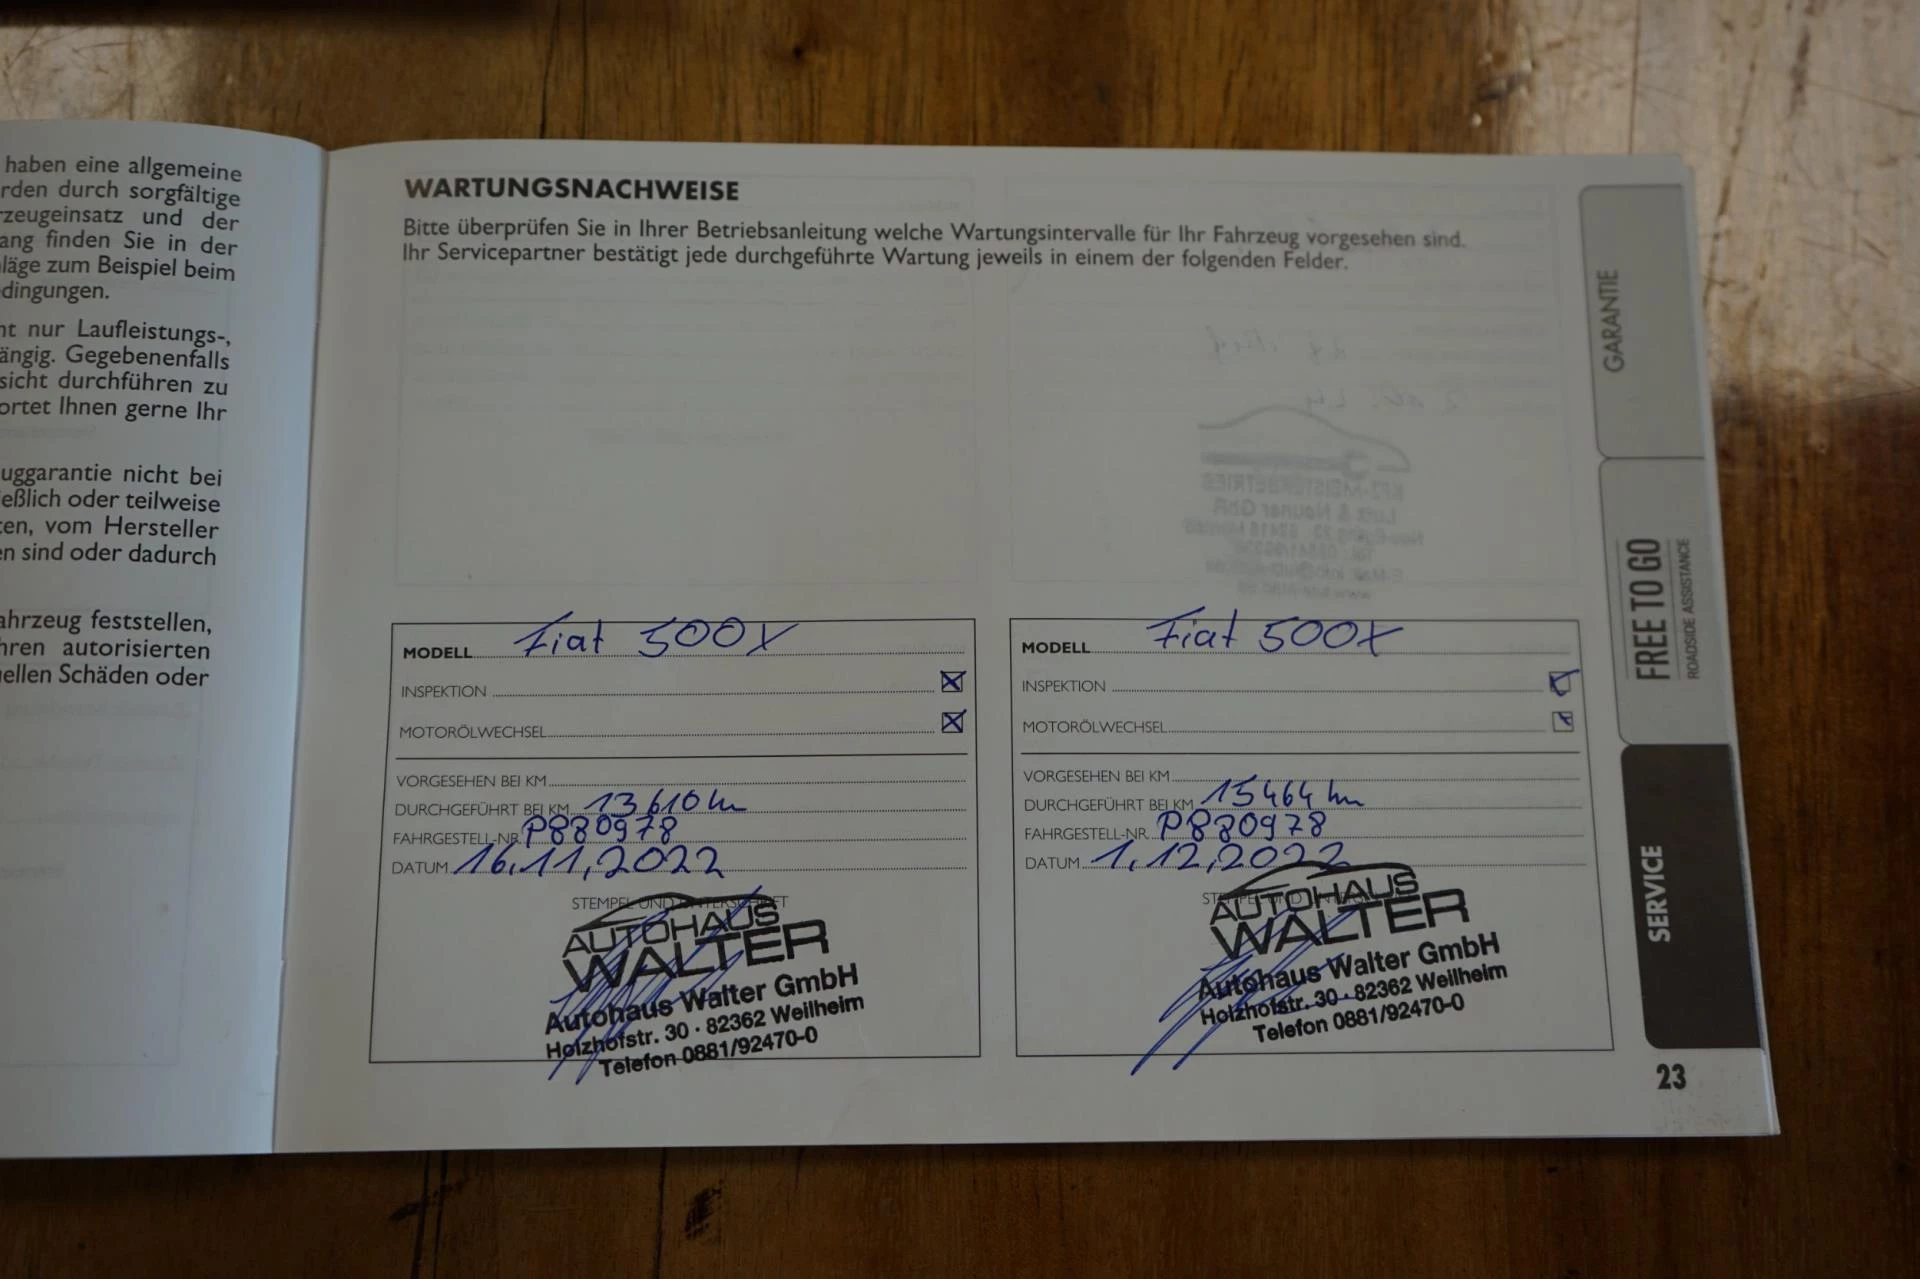 haben eine allgemeine
rden durch sorgfältige
rzeugeinsatz und der
ang finden Sie in der
läge zum Beispiel beim
dingungen.
nt nur Laufleistungs-,
ängig. Gegebenenfalls
sicht durchführen zu
ortet Ihnen gerne Ihr
uggarantie nicht bei
eßlich oder teilweise
ten, vom Hersteller
en sind oder dadurch
ahrzeug feststellen,
hren autorisierten
ellen Schäden oder
WARTUNGSNACHWEISE
Bitte überprüfen Sie in Ihrer Betriebsanleitung welche Wartungsintervalle für Ihr Fahrzeug vorgesehen sind.
Ihr Servicepartner bestätigt jede durchgeführte Wartung jeweils in einem der folgenden Felder.
MODELL Fiat 500X
INSPEKTION
MOTORÖLWECHSEL
VORGESEHEN BEI KM
DURCHGEFÜHRT BEI KM 13610 km
FAHRGESTELL-NR. P880978
DATUM 16.11.2022
STEMPEL UND UNTERSCHRIFT
AUTOHAUS
WALTER
Autohaus Walter GmbH
Holzhofstr. 30 · 82362 Weilheim
Telefon 0881/92470-0
MODELL Fiat 500X
INSPEKTION
MOTORÖLWECHSEL
VORGESEHEN BEI KM
DURCHGEFÜHRT BEI KM 15464 km
FAHRGESTELL-NR. P880978
DATUM 1.12.2022
STEMPEL UND
AUTOHAUS
WALTER
Autohaus Walter GmbH
Holzhofstr. 30 · 82362 Weilheim
Telefon 0881/92470-0
GARANTIE
FREE TO GO
ROADSIDE ASSISTANCE
SERVICE
23